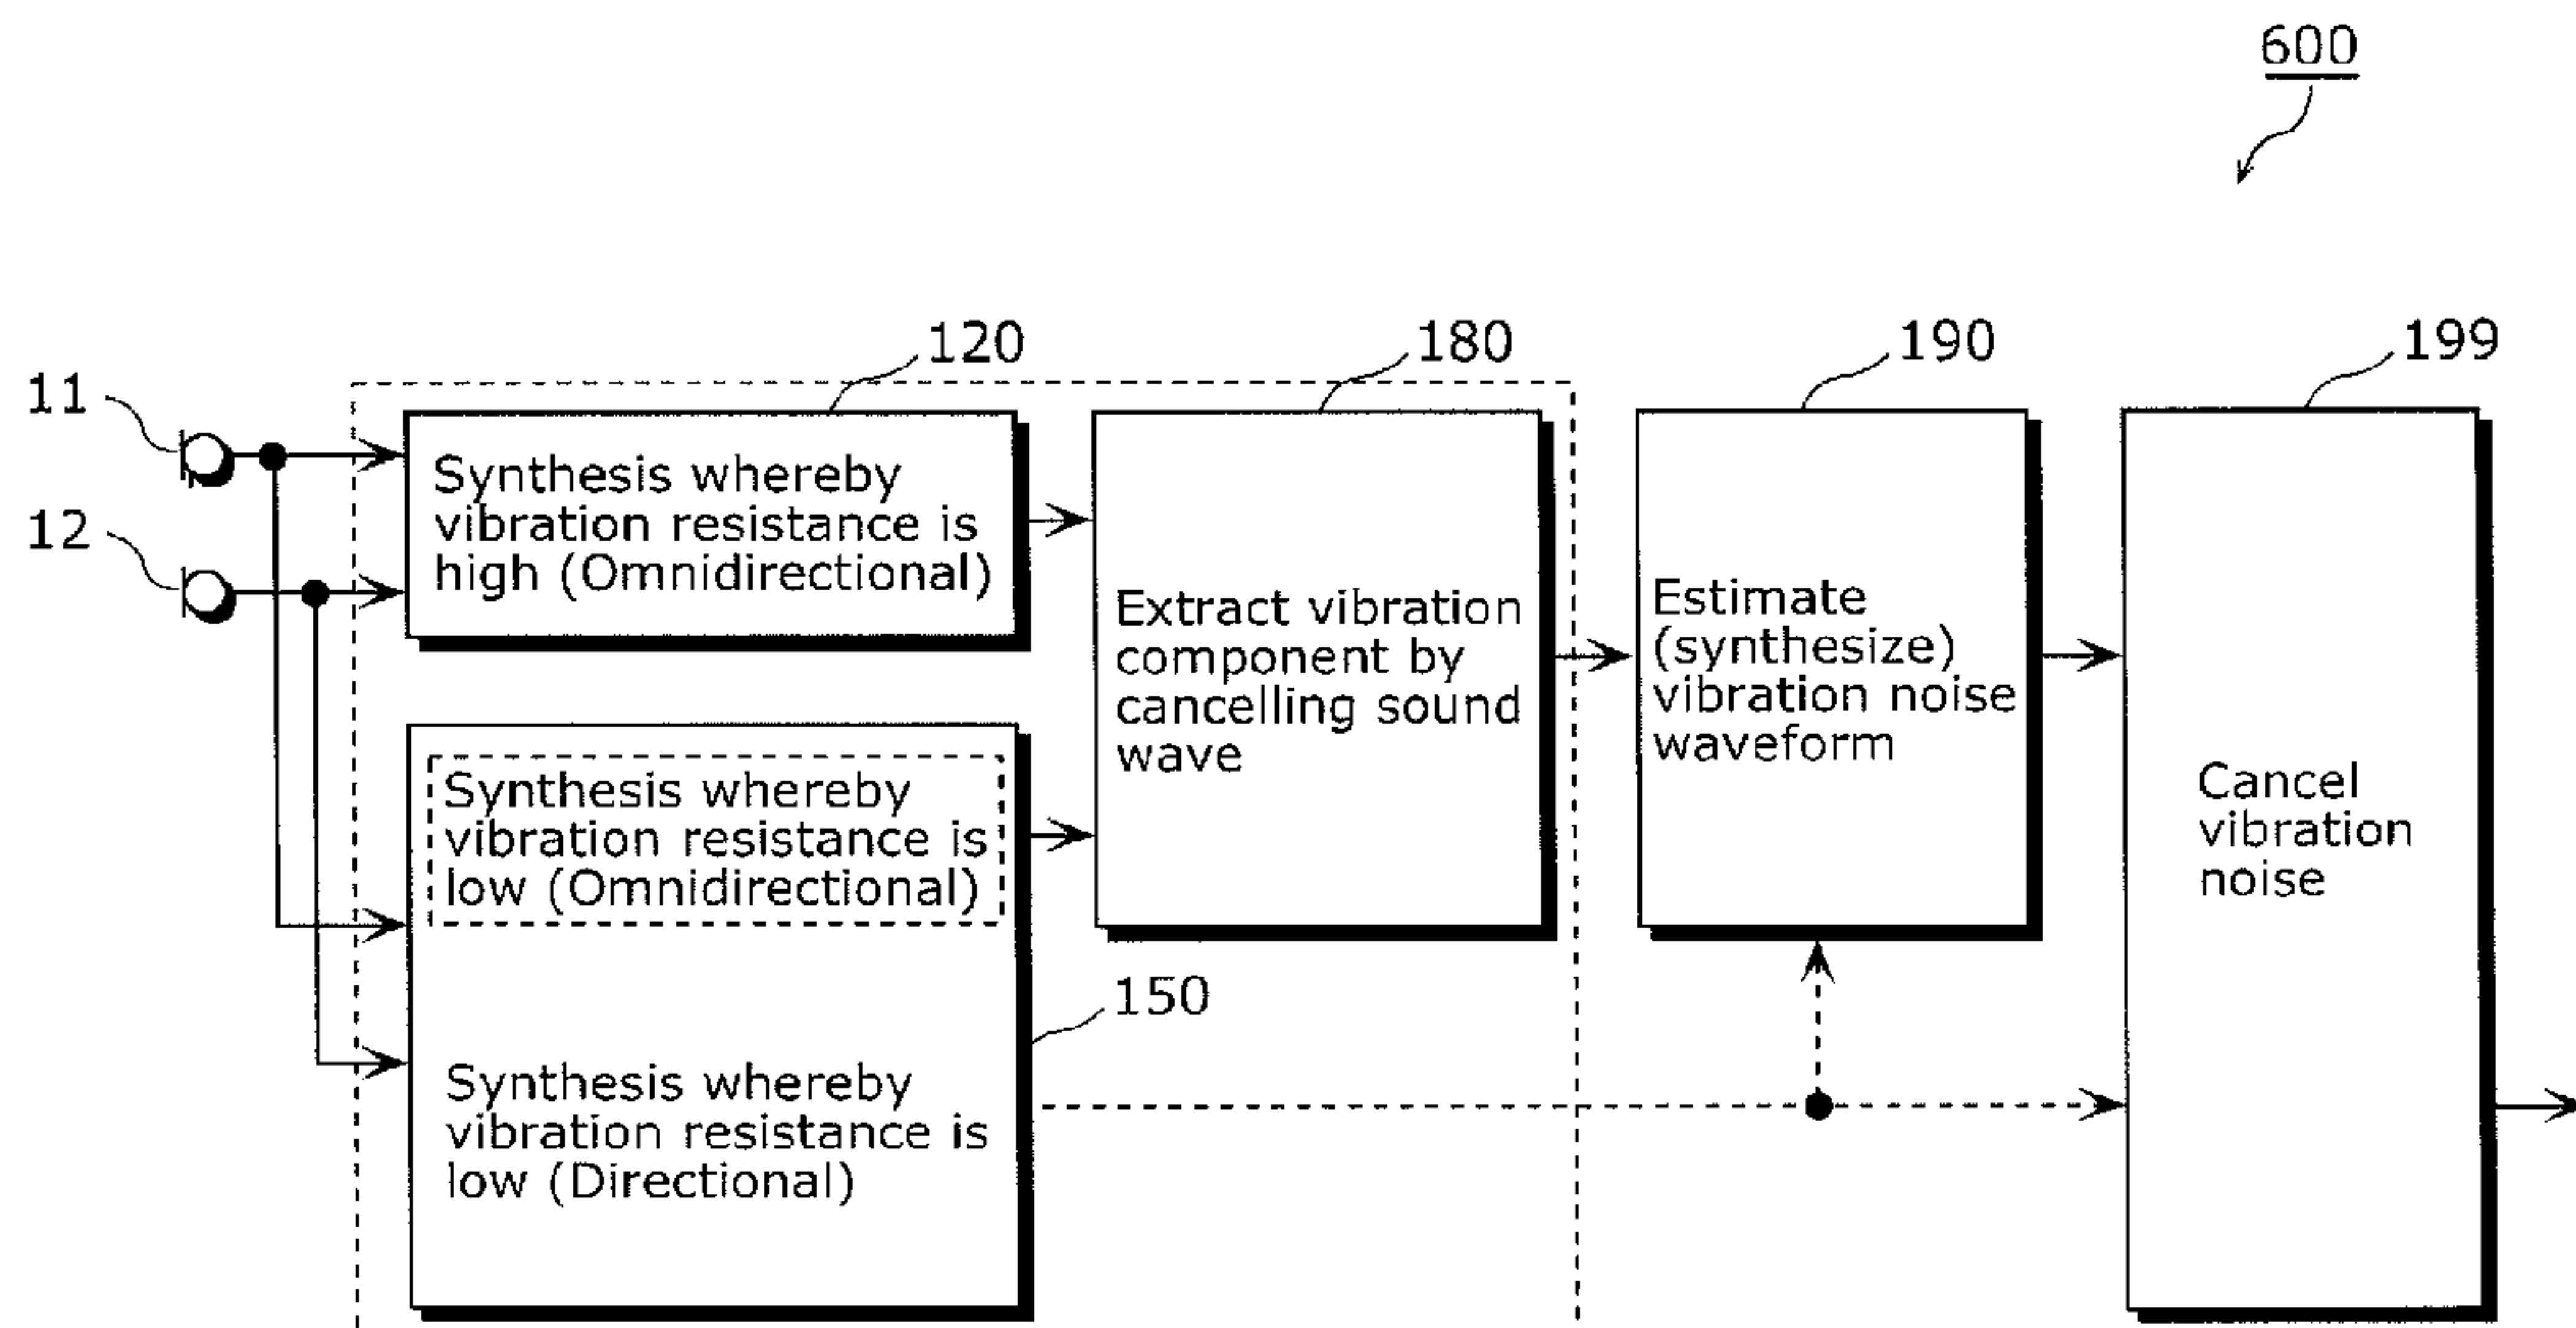 600
120
180
190
199
11
12
Synthesis whereby
vibration resistance is
high (Omnidirectional)
Extract vibration
component by
cancelling sound
wave
Estimate
(synthesize)
vibration noise
waveform
Cancel
vibration
noise
Synthesis whereby
vibration resistance is
low (Omnidirectional)
150
Synthesis whereby
vibration resistance is
low (Directional)